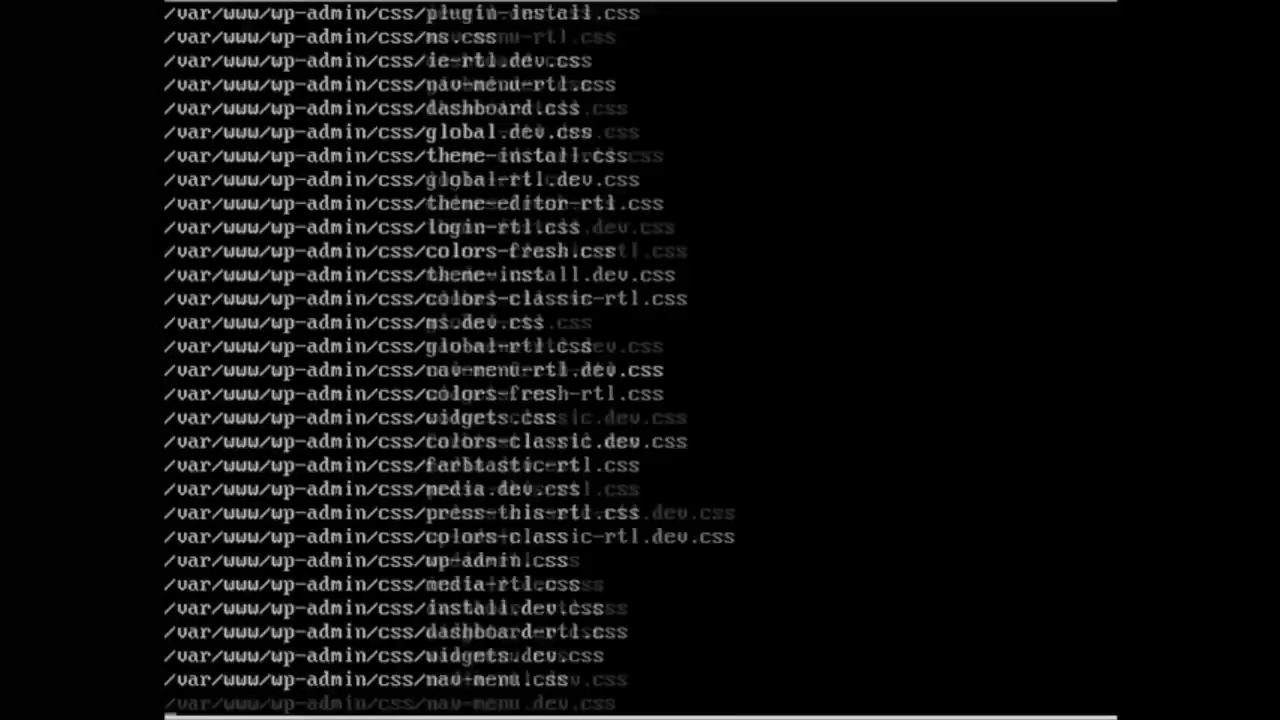 /var/www/wp-admin/css/plugin-install.css
/var/www/wp-admin/css/ms.css
/var/www/wp-admin/css/ie-rtl.dev.css
/var/www/wp-admin/css/nav-menu-rtl.css
/var/www/wp-admin/css/dashboard.css
/var/www/wp-admin/css/global.dev.css
/var/www/wp-admin/css/theme-install.css
/var/www/wp-admin/css/global-rtl.dev.css
/var/www/wp-admin/css/theme-editor-rtl.css
/var/www/wp-admin/css/login-rtl.css
/var/www/wp-admin/css/colors-fresh.css
/var/www/wp-admin/css/theme-install.dev.css
/var/www/wp-admin/css/colors-classic-rtl.css
/var/www/wp-admin/css/ms.dev.css
/var/www/wp-admin/css/global-rtl.css
/var/www/wp-admin/css/nav-menu-rtl.dev.css
/var/www/wp-admin/css/colors-fresh-rtl.css
/var/www/wp-admin/css/widgets.css
/var/www/wp-admin/css/colors-classic.dev.css
/var/www/wp-admin/css/farbtastic-rtl.css
/var/www/wp-admin/css/media.dev.css
/var/www/wp-admin/css/press-this-rtl.css
/var/www/wp-admin/css/colors-classic-rtl.dev.css
/var/www/wp-admin/css/wp-admin.css
/var/www/wp-admin/css/media-rtl.css
/var/www/wp-admin/css/install.dev.css
/var/www/wp-admin/css/dashboard-rtl.css
/var/www/wp-admin/css/widgets.dev.css
/var/www/wp-admin/css/nav-menu.css
/var/www/wp-admin/css/nav-menu.dev.css